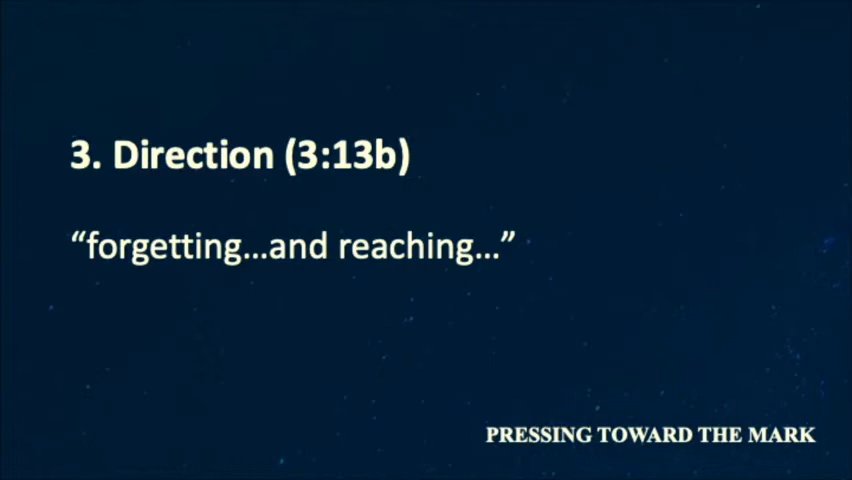 3. Direction (3:13b)
“forgetting…and reaching…”
PRESSING TOWARD THE MARK